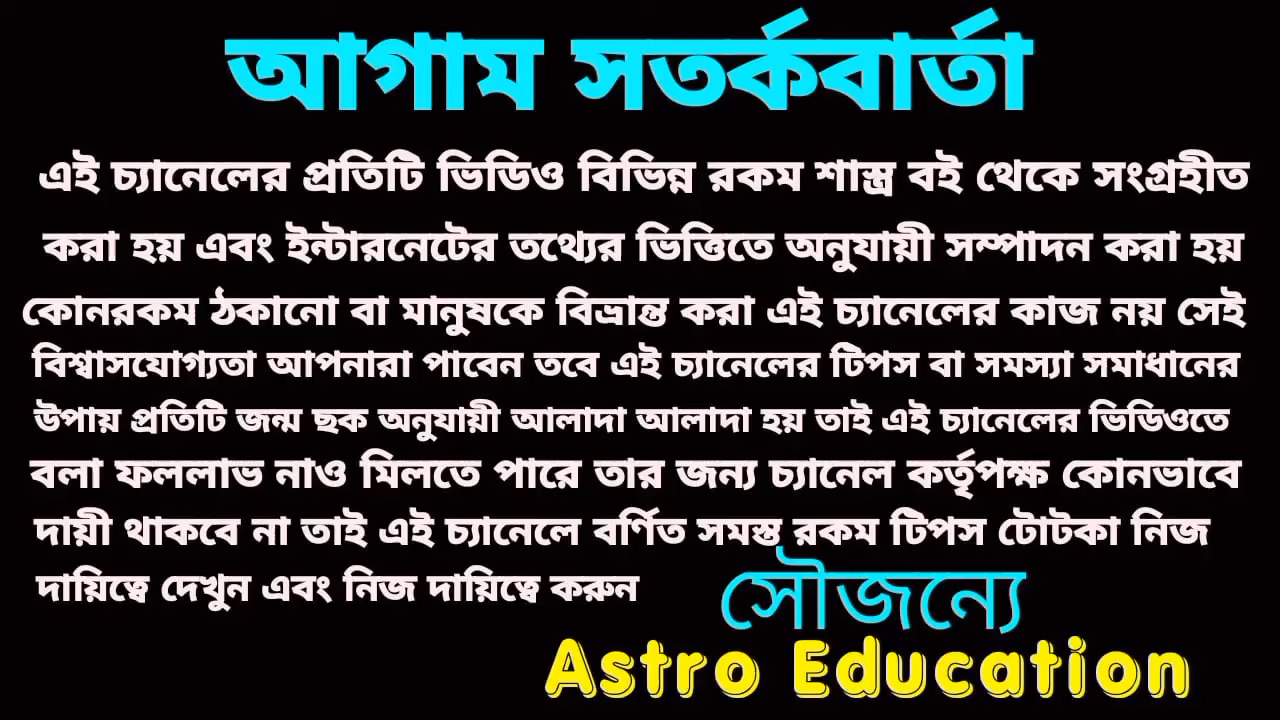 আগাম সতর্কবার্তা
এই চ্যানেলের প্রতিটি ভিডিও বিভিন্ন রকম শাস্ত্র বই থেকে সংগ্রহীত
করা হয় এবং ইন্টারনেটের তথ্যের ভিত্তিতে অনুযায়ী সম্পাদন করা হয়
কোনরকম ঠকানো বা মানুষকে বিভ্রান্ত করা এই চ্যানেলের কাজ নয় সেই
বিশ্বাসযোগ্যতা আপনারা পাবেন তবে এই চ্যানেলের টিপস বা সমস্যা সমাধানের
উপায় প্রতিটি জন্ম ছক অনুযায়ী আলাদা আলাদা হয় তাই এই চ্যানেলের ভিডিওতে
বলা ফললাভ নাও মিলতে পারে তার জন্য চ্যানেল কর্তৃপক্ষ কোনভাবে
দায়ী থাকবে না তাই এই চ্যানেলে বর্ণিত সমস্ত রকম টিপস টোটকা নিজ
দায়িত্বে দেখুন এবং নিজ দায়িত্বে করুন
সৌজন্যে
Astro Education